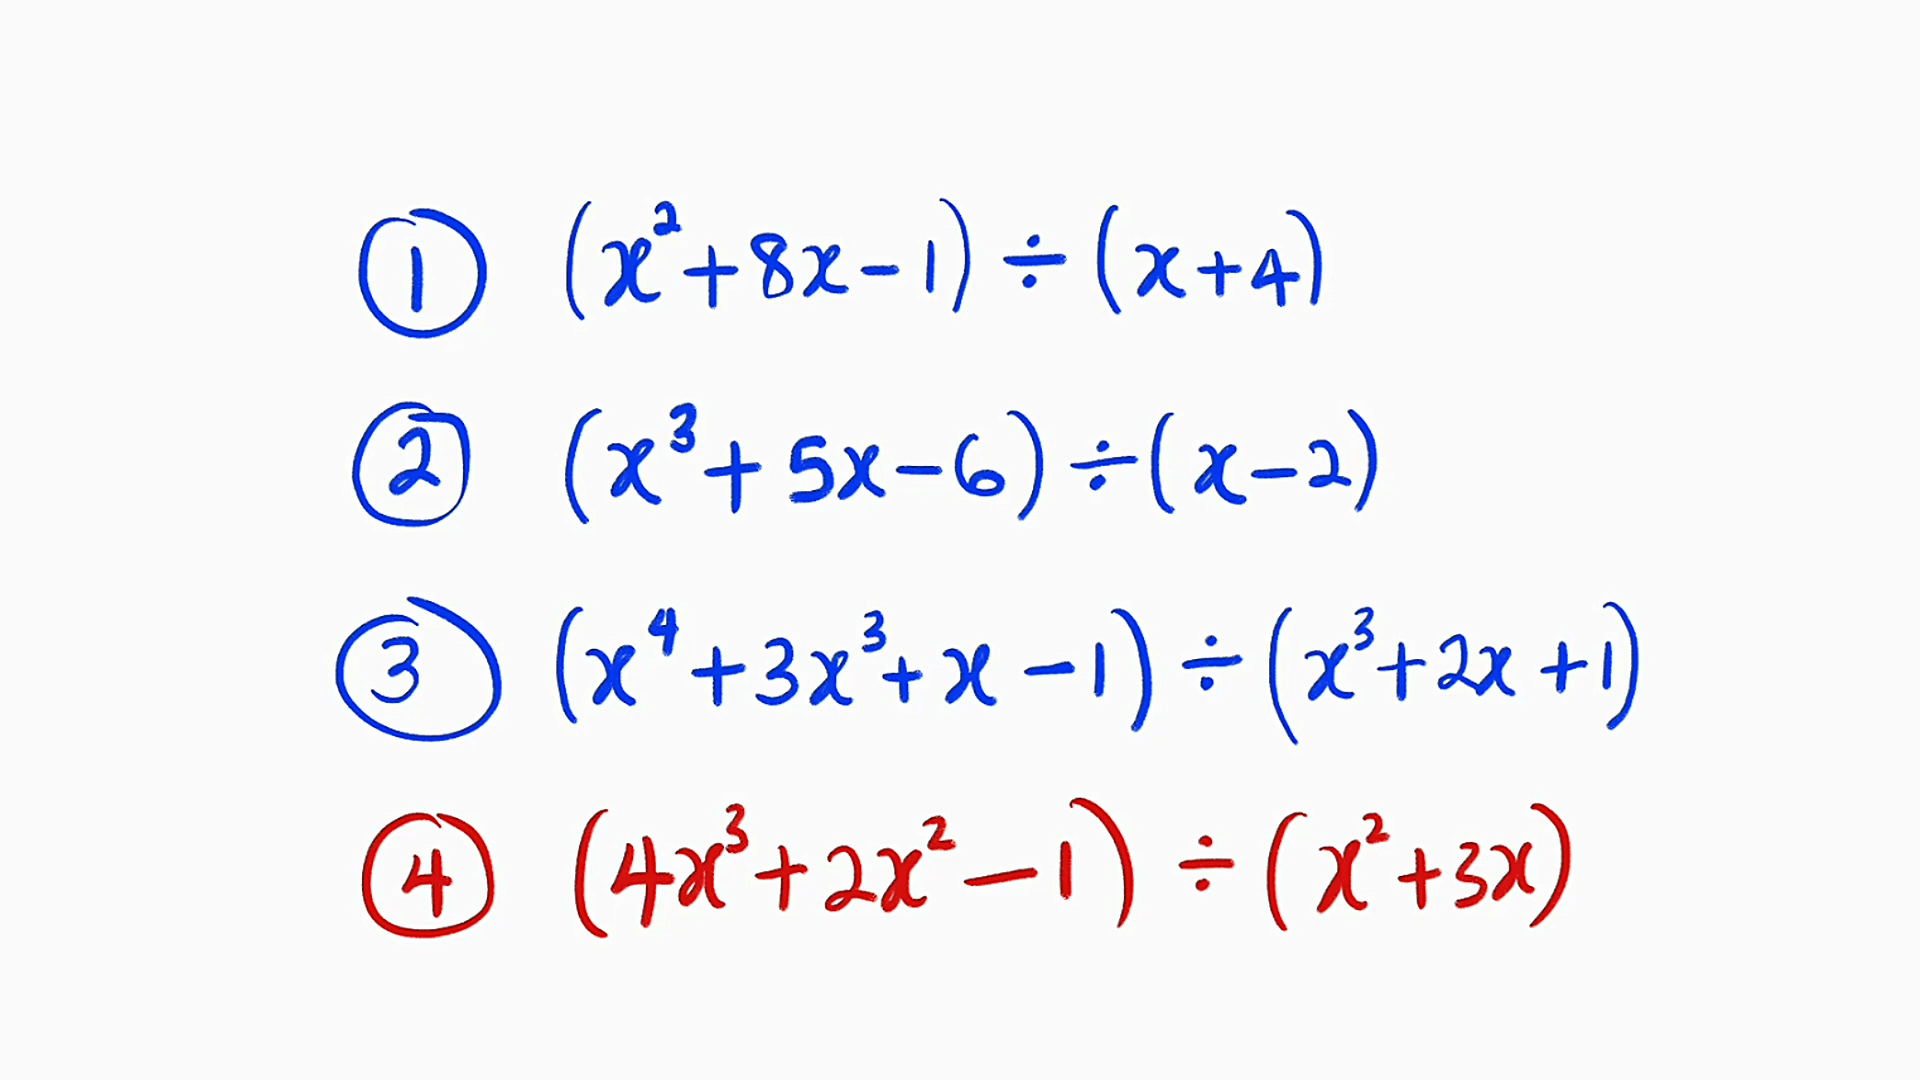 ① (x²+8x-1)÷(x+4)
② (x³+5x-6)÷(x-2)
③ (x⁴+3x³+x-1)÷(x³+2x+1)
④ (4x³+2x²-1)÷(x²+3x)